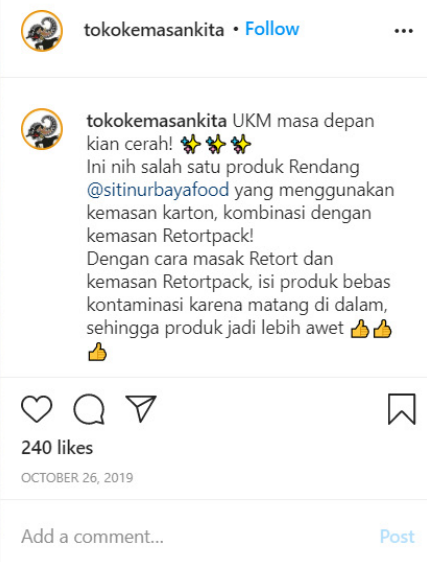 tokokemasankita • Follow
tokokemasankita UKM masa depan
kian cerah! ✨✨✨
Ini nih salah satu produk Rendang
@sitinurbayafood yang menggunakan
kemasan karton, kombinasi dengan
kemasan Retortpack!
Dengan cara masak Retort dan
kemasan Retortpack, isi produk bebas
kontaminasi karena matang di dalam,
sehingga produk jadi lebih awet 👍👍
👍
240 likes
OCTOBER 26, 2019
Add a comment...
Post